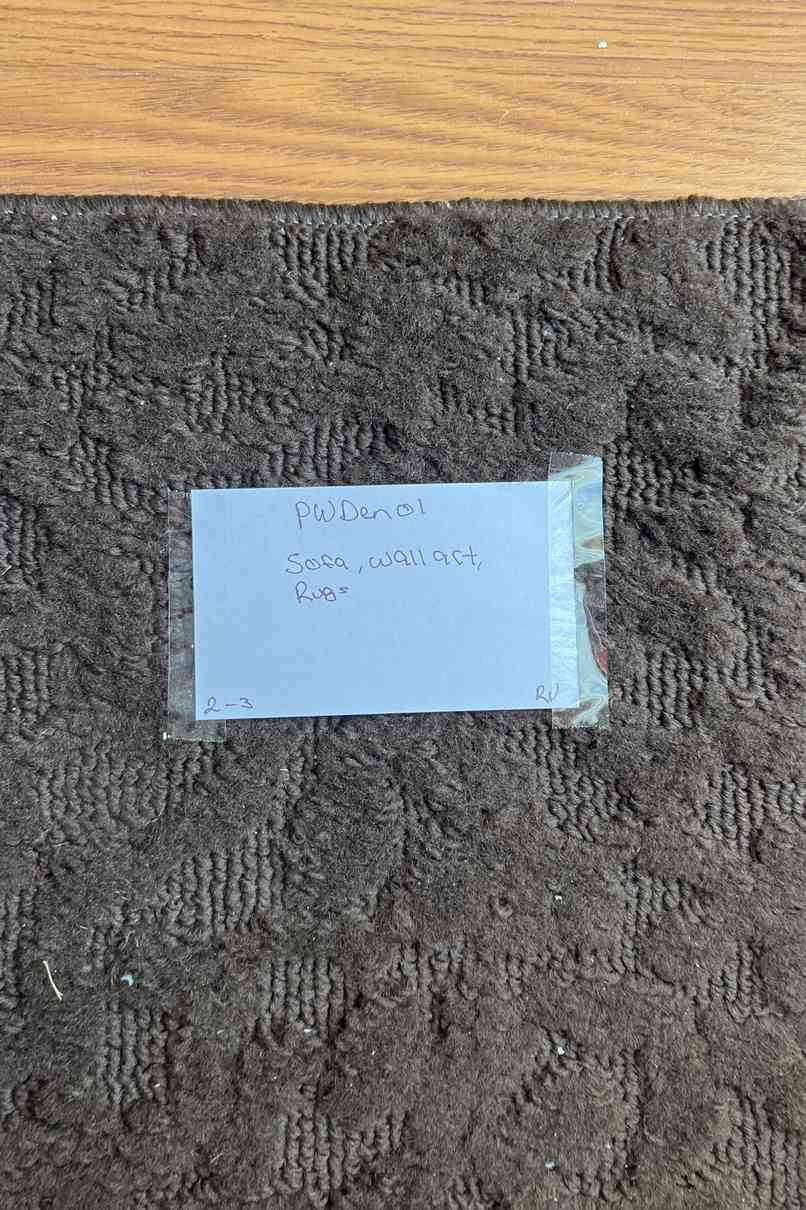 PWDen01
Sofa, wall art,
Rugs
2-3
RV